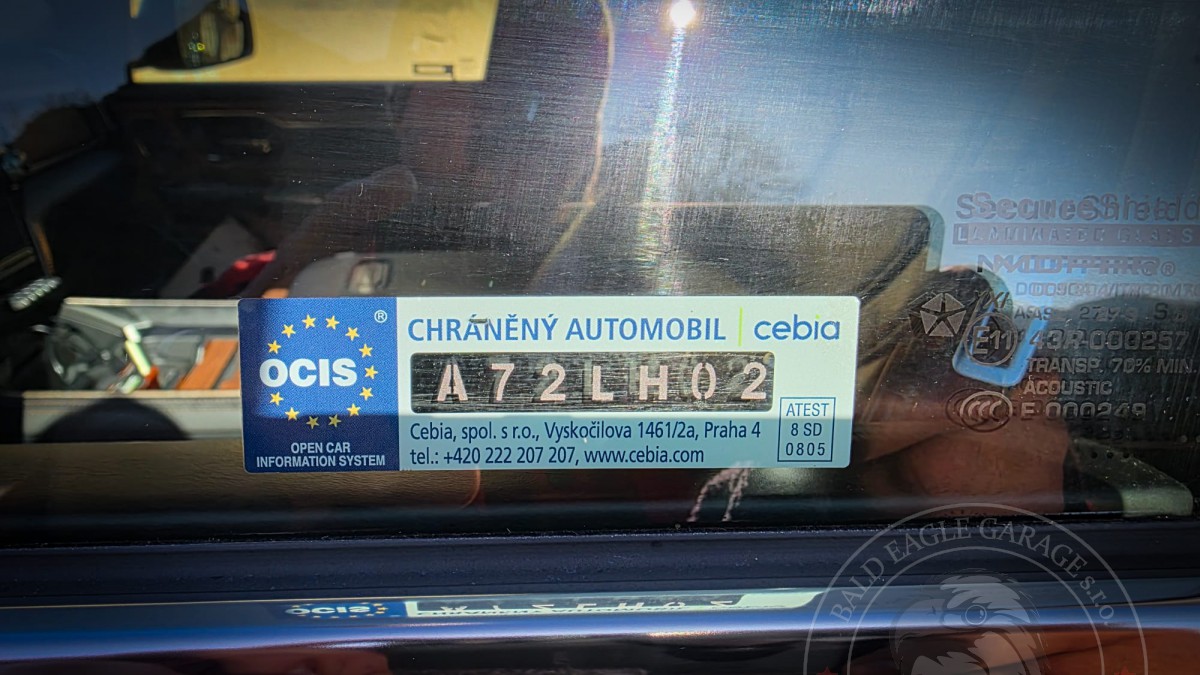 CHRÁNĚNÝ AUTOMOBIL | cebia
®
OCIS
A72LH02
OPEN CAR
INFORMATION SYSTEM
Cebia, spol. s r.o., Vyskočilova 1461/2a, Praha 4
tel.: +420 222 207 207, www.cebia.com
ATEST
8 SD
0805
E11 43R-000257
TRANSP. 70% MIN.
ACOUSTIC
CCC E 000249
OCIS
BALD EAGLE GARAGE s.r.o.